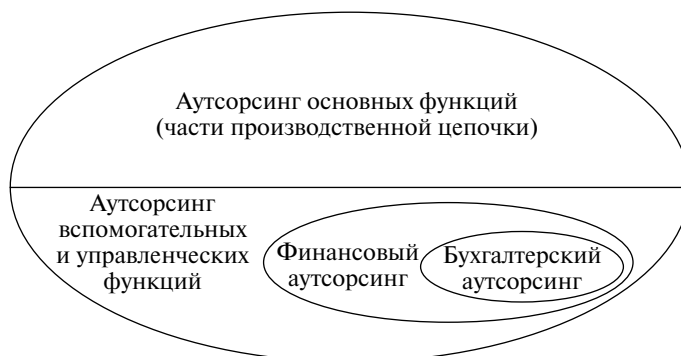 Аутсорсинг основных функций
(части производственной цепочки)
Аутсорсинг
вспомогательных
и управленческих
функций
Финансовый
аутсорсинг
Бухгалтерский
аутсорсинг